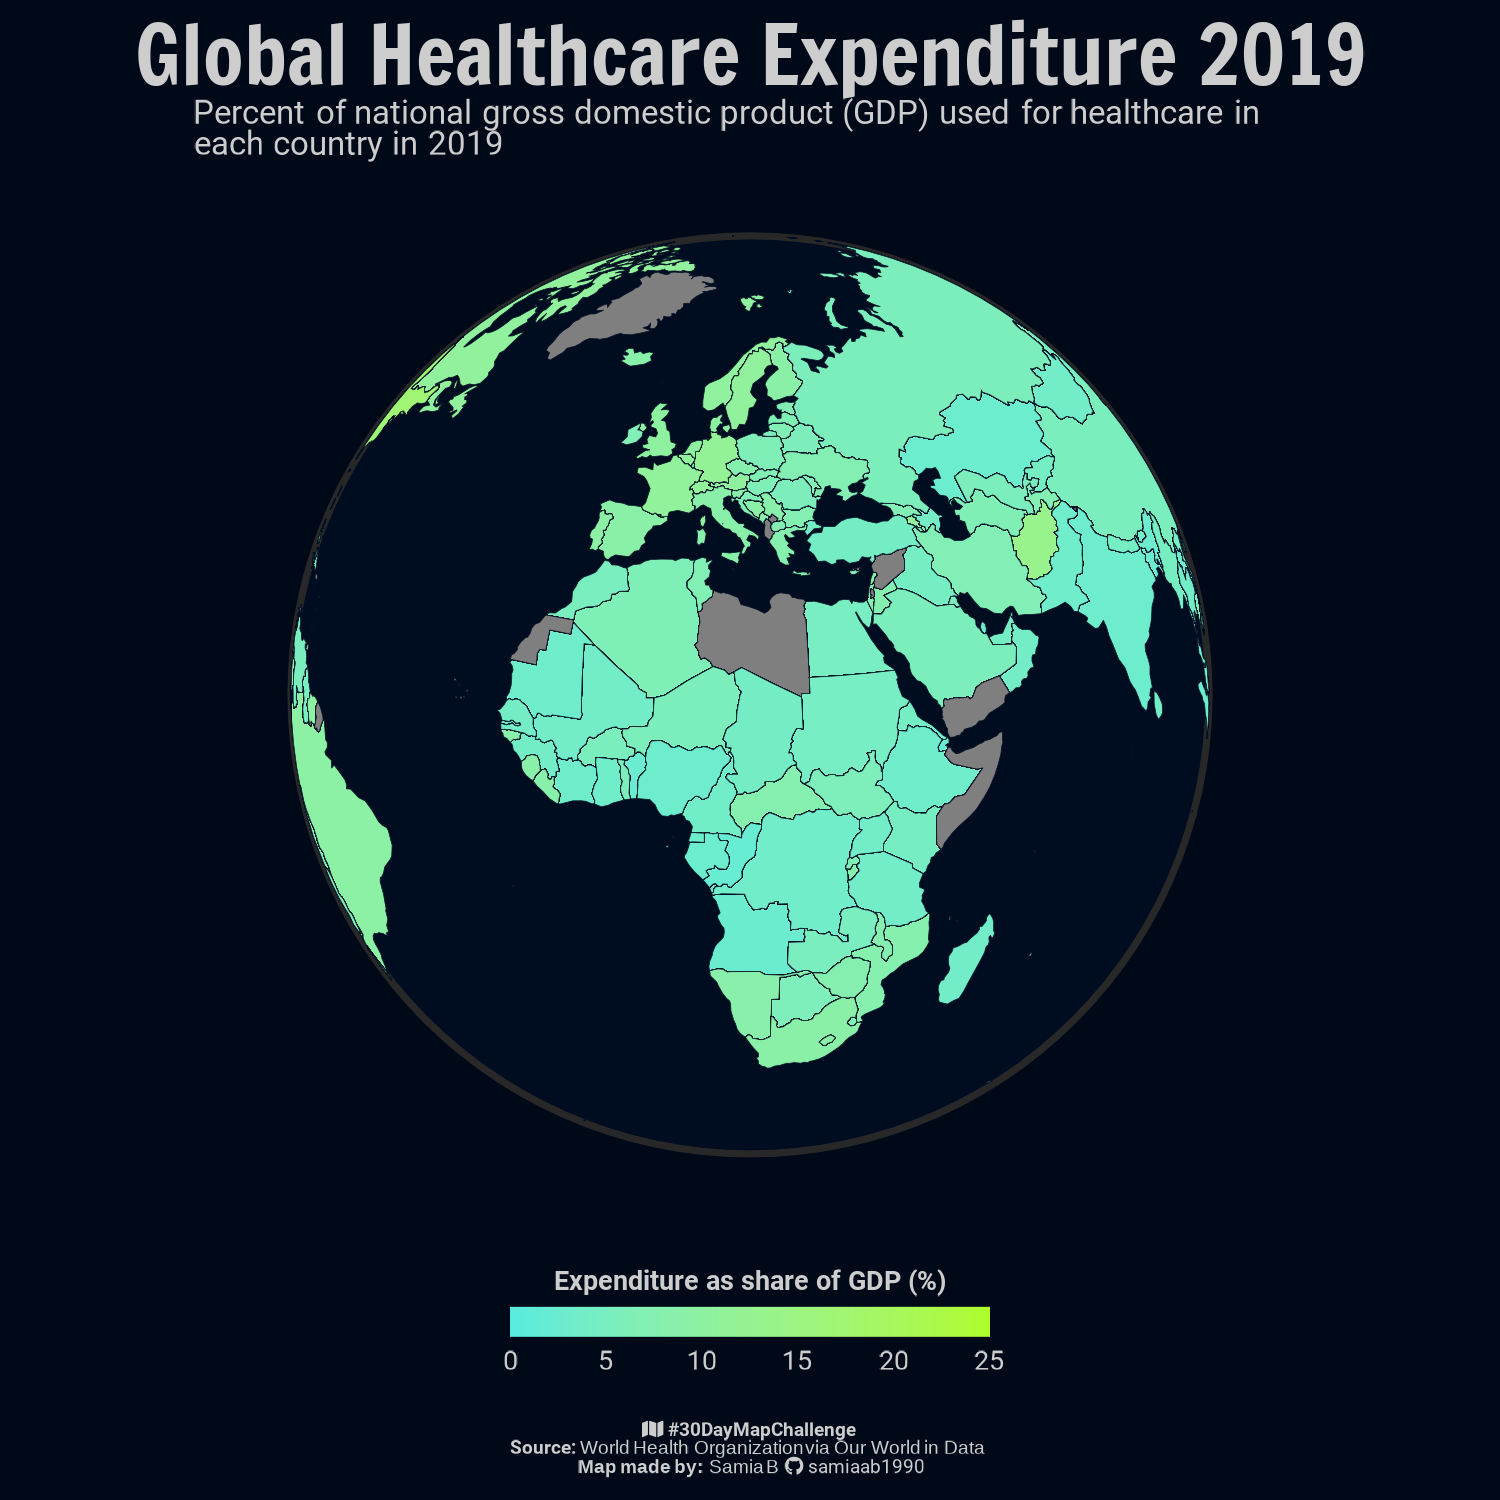 Global Healthcare Expenditure 2019
Percent of national gross domestic product (GDP) used for healthcare in
each country in 2019
Expenditure as share of GDP (%)
0 5 10 15 20 25
#30DayMapChallenge
Source: World Health Organization via Our World in Data
Map made by: Samia B samiaab1990